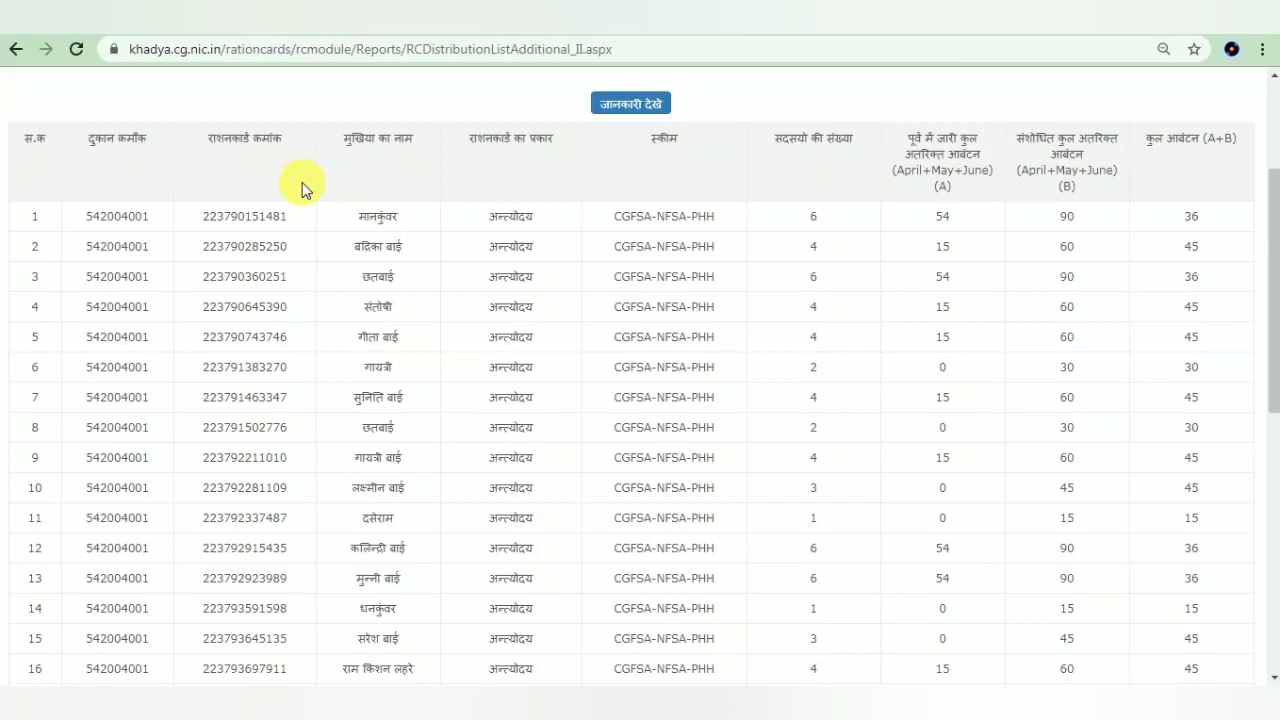 khadya.cg.nic.in/rationcards/rcmodule/Reports/RCDistributionListAdditional_II.aspx
जानकारी देखे
स.क दुकान कमाँक राशनकार्ड कमांक मुखिया का नाम राशनकार्ड का प्रकार स्कीम सदसयो की संख्या पूर्व में जारी कुल अतरिक्त आबंटन (April+May+June) (A) संशोधित कुल अतरिक्त आबंटन (April+May+June) (B) कुल आबंटन (A+B)
1 542004001 223790151481 मानकुंवर अन्त्योदय CGFSA-NFSA-PHH 6 54 90 36
2 542004001 223790285250 बंद्रिका बाई अन्त्योदय CGFSA-NFSA-PHH 4 15 60 45
3 542004001 223790360251 छतबाई अन्त्योदय CGFSA-NFSA-PHH 6 54 90 36
4 542004001 223790645390 संतोषी अन्त्योदय CGFSA-NFSA-PHH 4 15 60 45
5 542004001 223790743746 गीता बाई अन्त्योदय CGFSA-NFSA-PHH 4 15 60 45
6 542004001 223791383270 गायत्री अन्त्योदय CGFSA-NFSA-PHH 2 0 30 30
7 542004001 223791463347 सुनिति बाई अन्त्योदय CGFSA-NFSA-PHH 4 15 60 45
8 542004001 223791502776 छतबाई अन्त्योदय CGFSA-NFSA-PHH 2 0 30 30
9 542004001 223792211010 गायत्री बाई अन्त्योदय CGFSA-NFSA-PHH 4 15 60 45
10 542004001 223792281109 लक्ष्मीन बाई अन्त्योदय CGFSA-NFSA-PHH 3 0 45 45
11 542004001 223792337487 दसेराम अन्त्योदय CGFSA-NFSA-PHH 1 0 15 15
12 542004001 223792915435 कलिन्द्री बाई अन्त्योदय CGFSA-NFSA-PHH 6 54 90 36
13 542004001 223792923989 मुन्नी बाई अन्त्योदय CGFSA-NFSA-PHH 6 54 90 36
14 542004001 223793591598 धनकुंवर अन्त्योदय CGFSA-NFSA-PHH 1 0 15 15
15 542004001 223793645135 सरेश बाई अन्त्योदय CGFSA-NFSA-PHH 3 0 45 45
16 542004001 223793697911 राम किशन लहरे अन्त्योदय CGFSA-NFSA-PHH 4 15 60 45